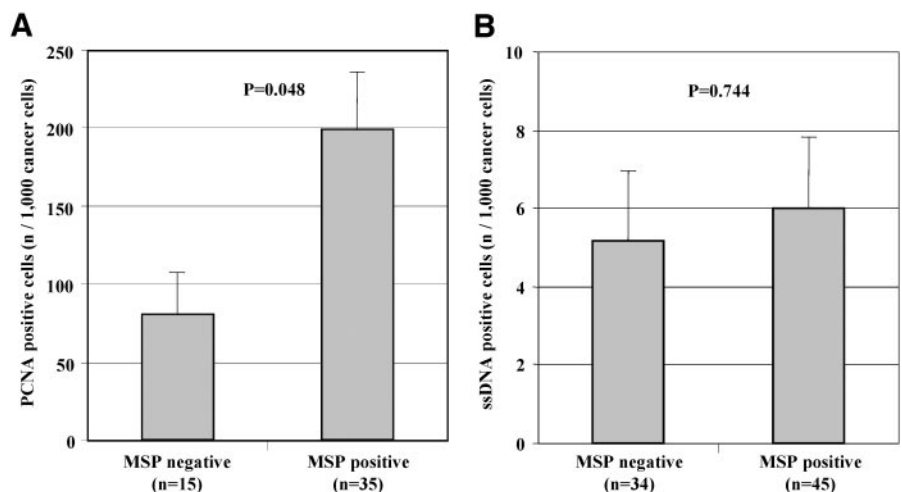 A
PCNA positive cells (n / 1,000 cancer cells)
250
200
150
100
50
0
P=0.048
MSP negative
(n=15)
MSP positive
(n=35)
B
ssDNA positive cells (n / 1,000 cancer cells)
10
8
6
4
2
0
P=0.744
MSP negative
(n=34)
MSP positive
(n=45)